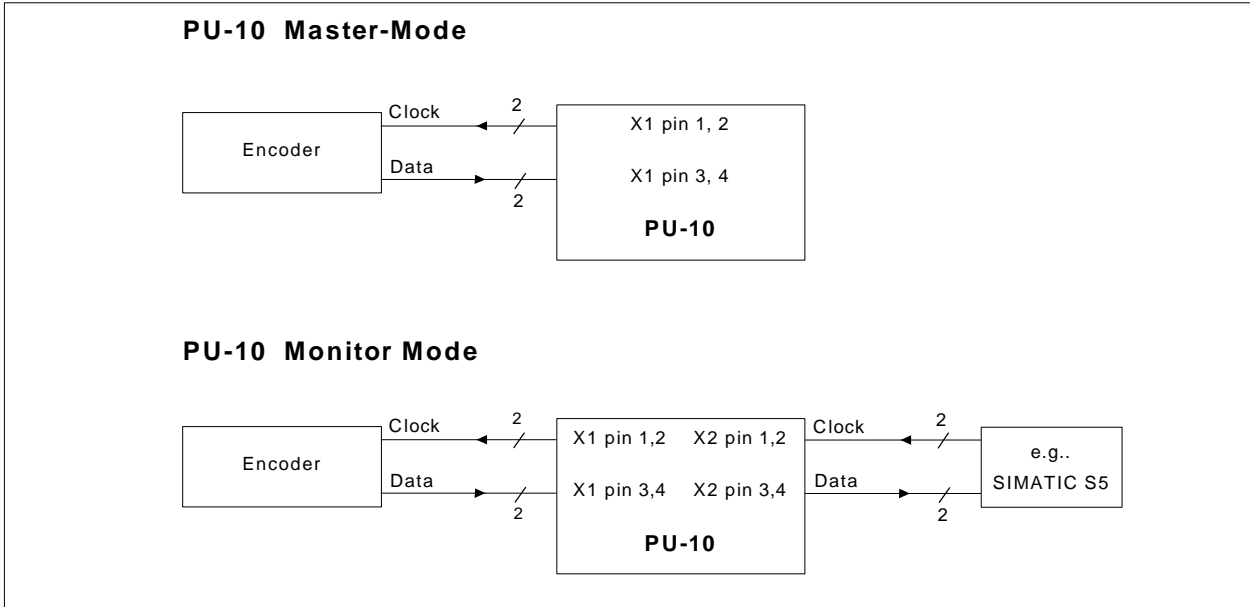 PU-10 Master-Mode
Clock 2
X1 pin 1, 2
Encoder
Data
X1 pin 3, 4
2
PU-10
PU-10 Monitor Mode
Clock 2
X1 pin 1,2 X2 pin 1,2
Clock 2
Encoder
e.g..
Data
X1 pin 3,4 X2 pin 3,4
Data
SIMATIC S5
2
2
PU-10